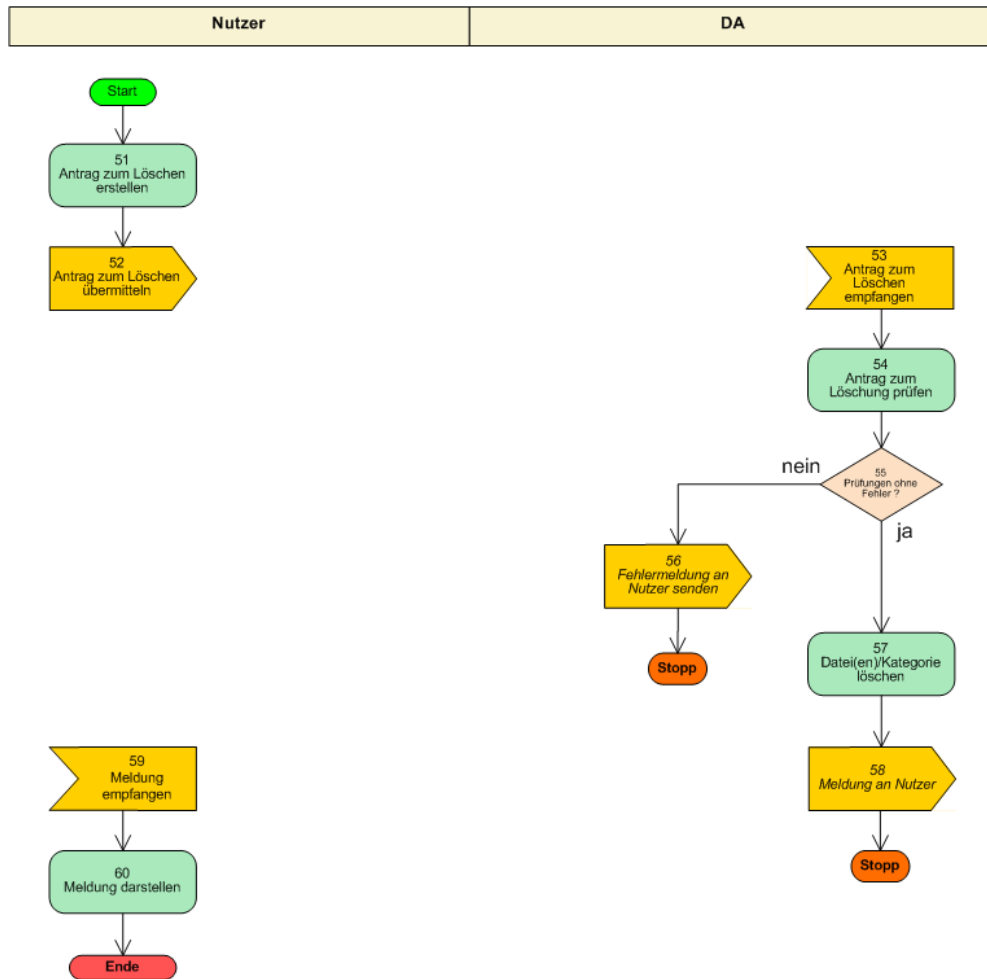 Nutzer
DA
Start
51
Antrag zum Löschen
erstellen
52
Antrag zum Löschen
übermitteln
53
Antrag zum
Löschen
empfangen
54
Antrag zum
Löschung prüfen
55
Prüfungen ohne
Fehler ?
nein
ja
56
Fehlermeldung an
Nutzer senden
Stopp
57
Datei(en)/Kategorie
löschen
58
Meldung an Nutzer
Stopp
59
Meldung
empfangen
60
Meldung darstellen
Ende